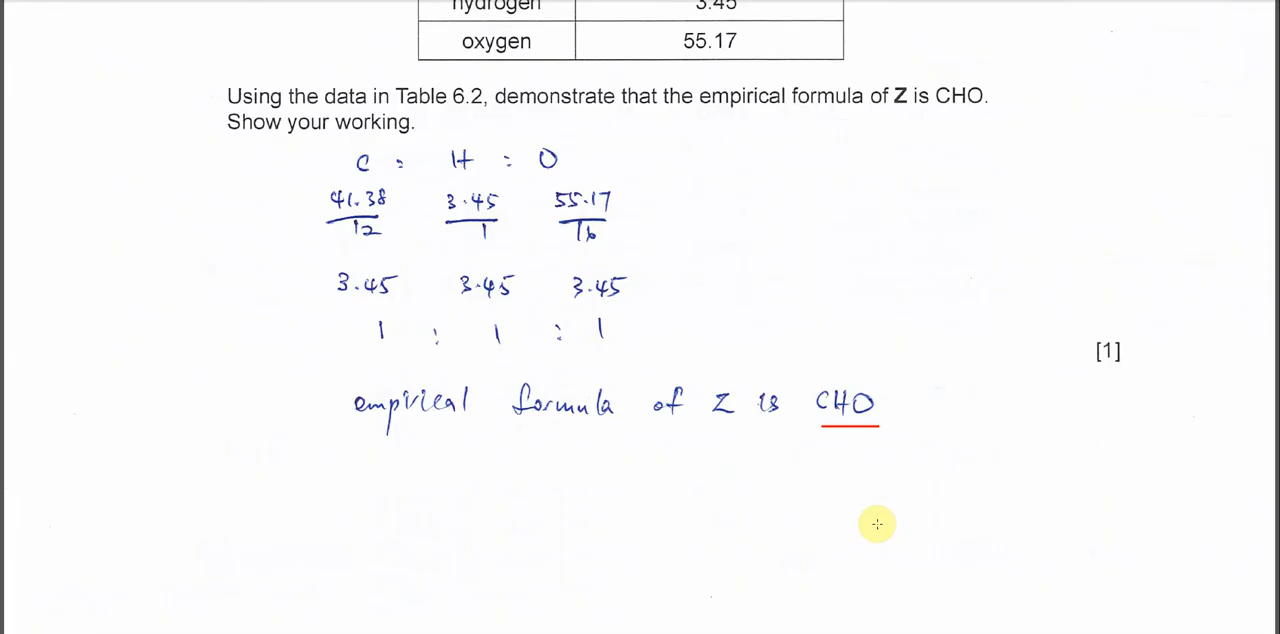 hydrogen 3.45
oxygen 55.17
Using the data in Table 6.2, demonstrate that the empirical formula of Z is CHO.
Show your working.
C : H : O
41.38 3.45 55.17
12 1 16
3.45 3.45 3.45
1 : 1 : 1
[1]
empirical formula of Z is CHO